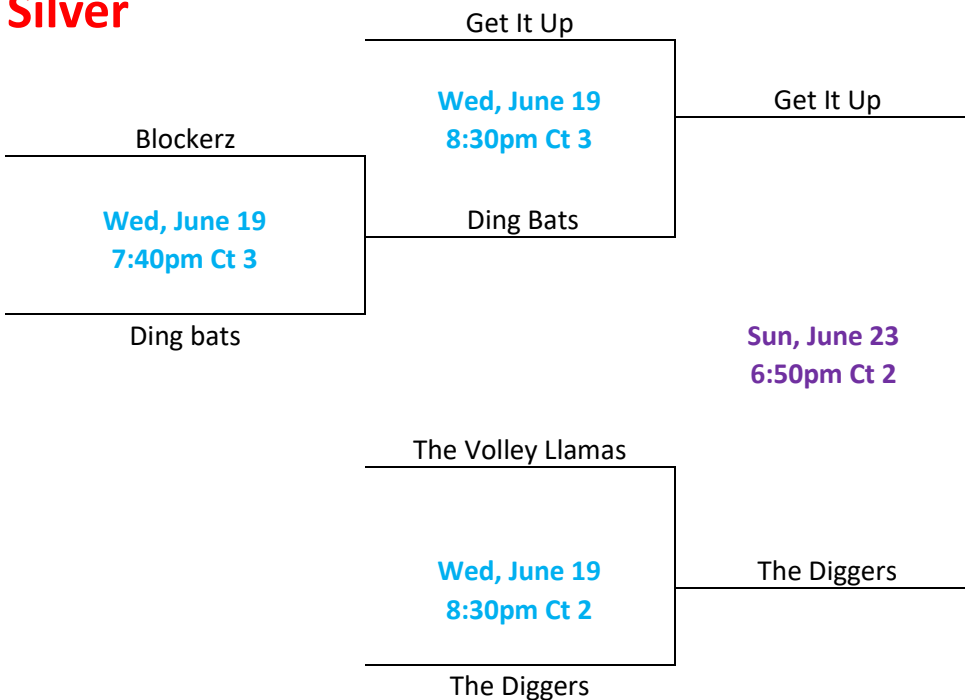 Silver
Get It Up
Wed, June 19
8:30pm Ct 3
Get It Up
Blockerz
Wed, June 19
7:40pm Ct 3
Ding Bats
Ding bats
Sun, June 23
6:50pm Ct 2
The Volley Llamas
Wed, June 19
8:30pm Ct 2
The Diggers
The Diggers